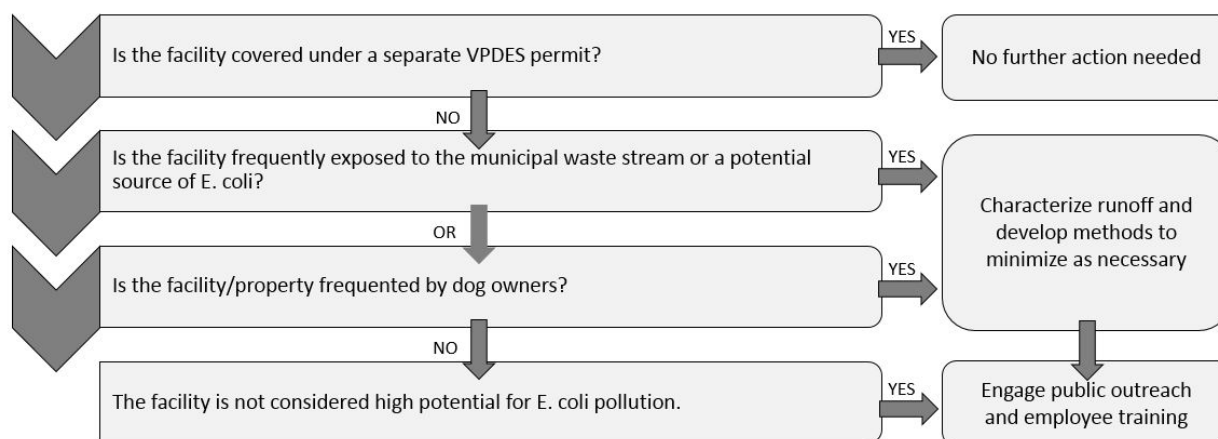 Is the facility covered under a separate VPDES permit?
YES
No further action needed
NO
Is the facility frequently exposed to the municipal waste stream or a potential
source of E. coli?
YES
Characterize runoff and
develop methods to
minimize as necessary
OR
Is the facility/property frequented by dog owners?
YES
NO
The facility is not considered high potential for E. coli pollution.
YES
Engage public outreach
and employee training